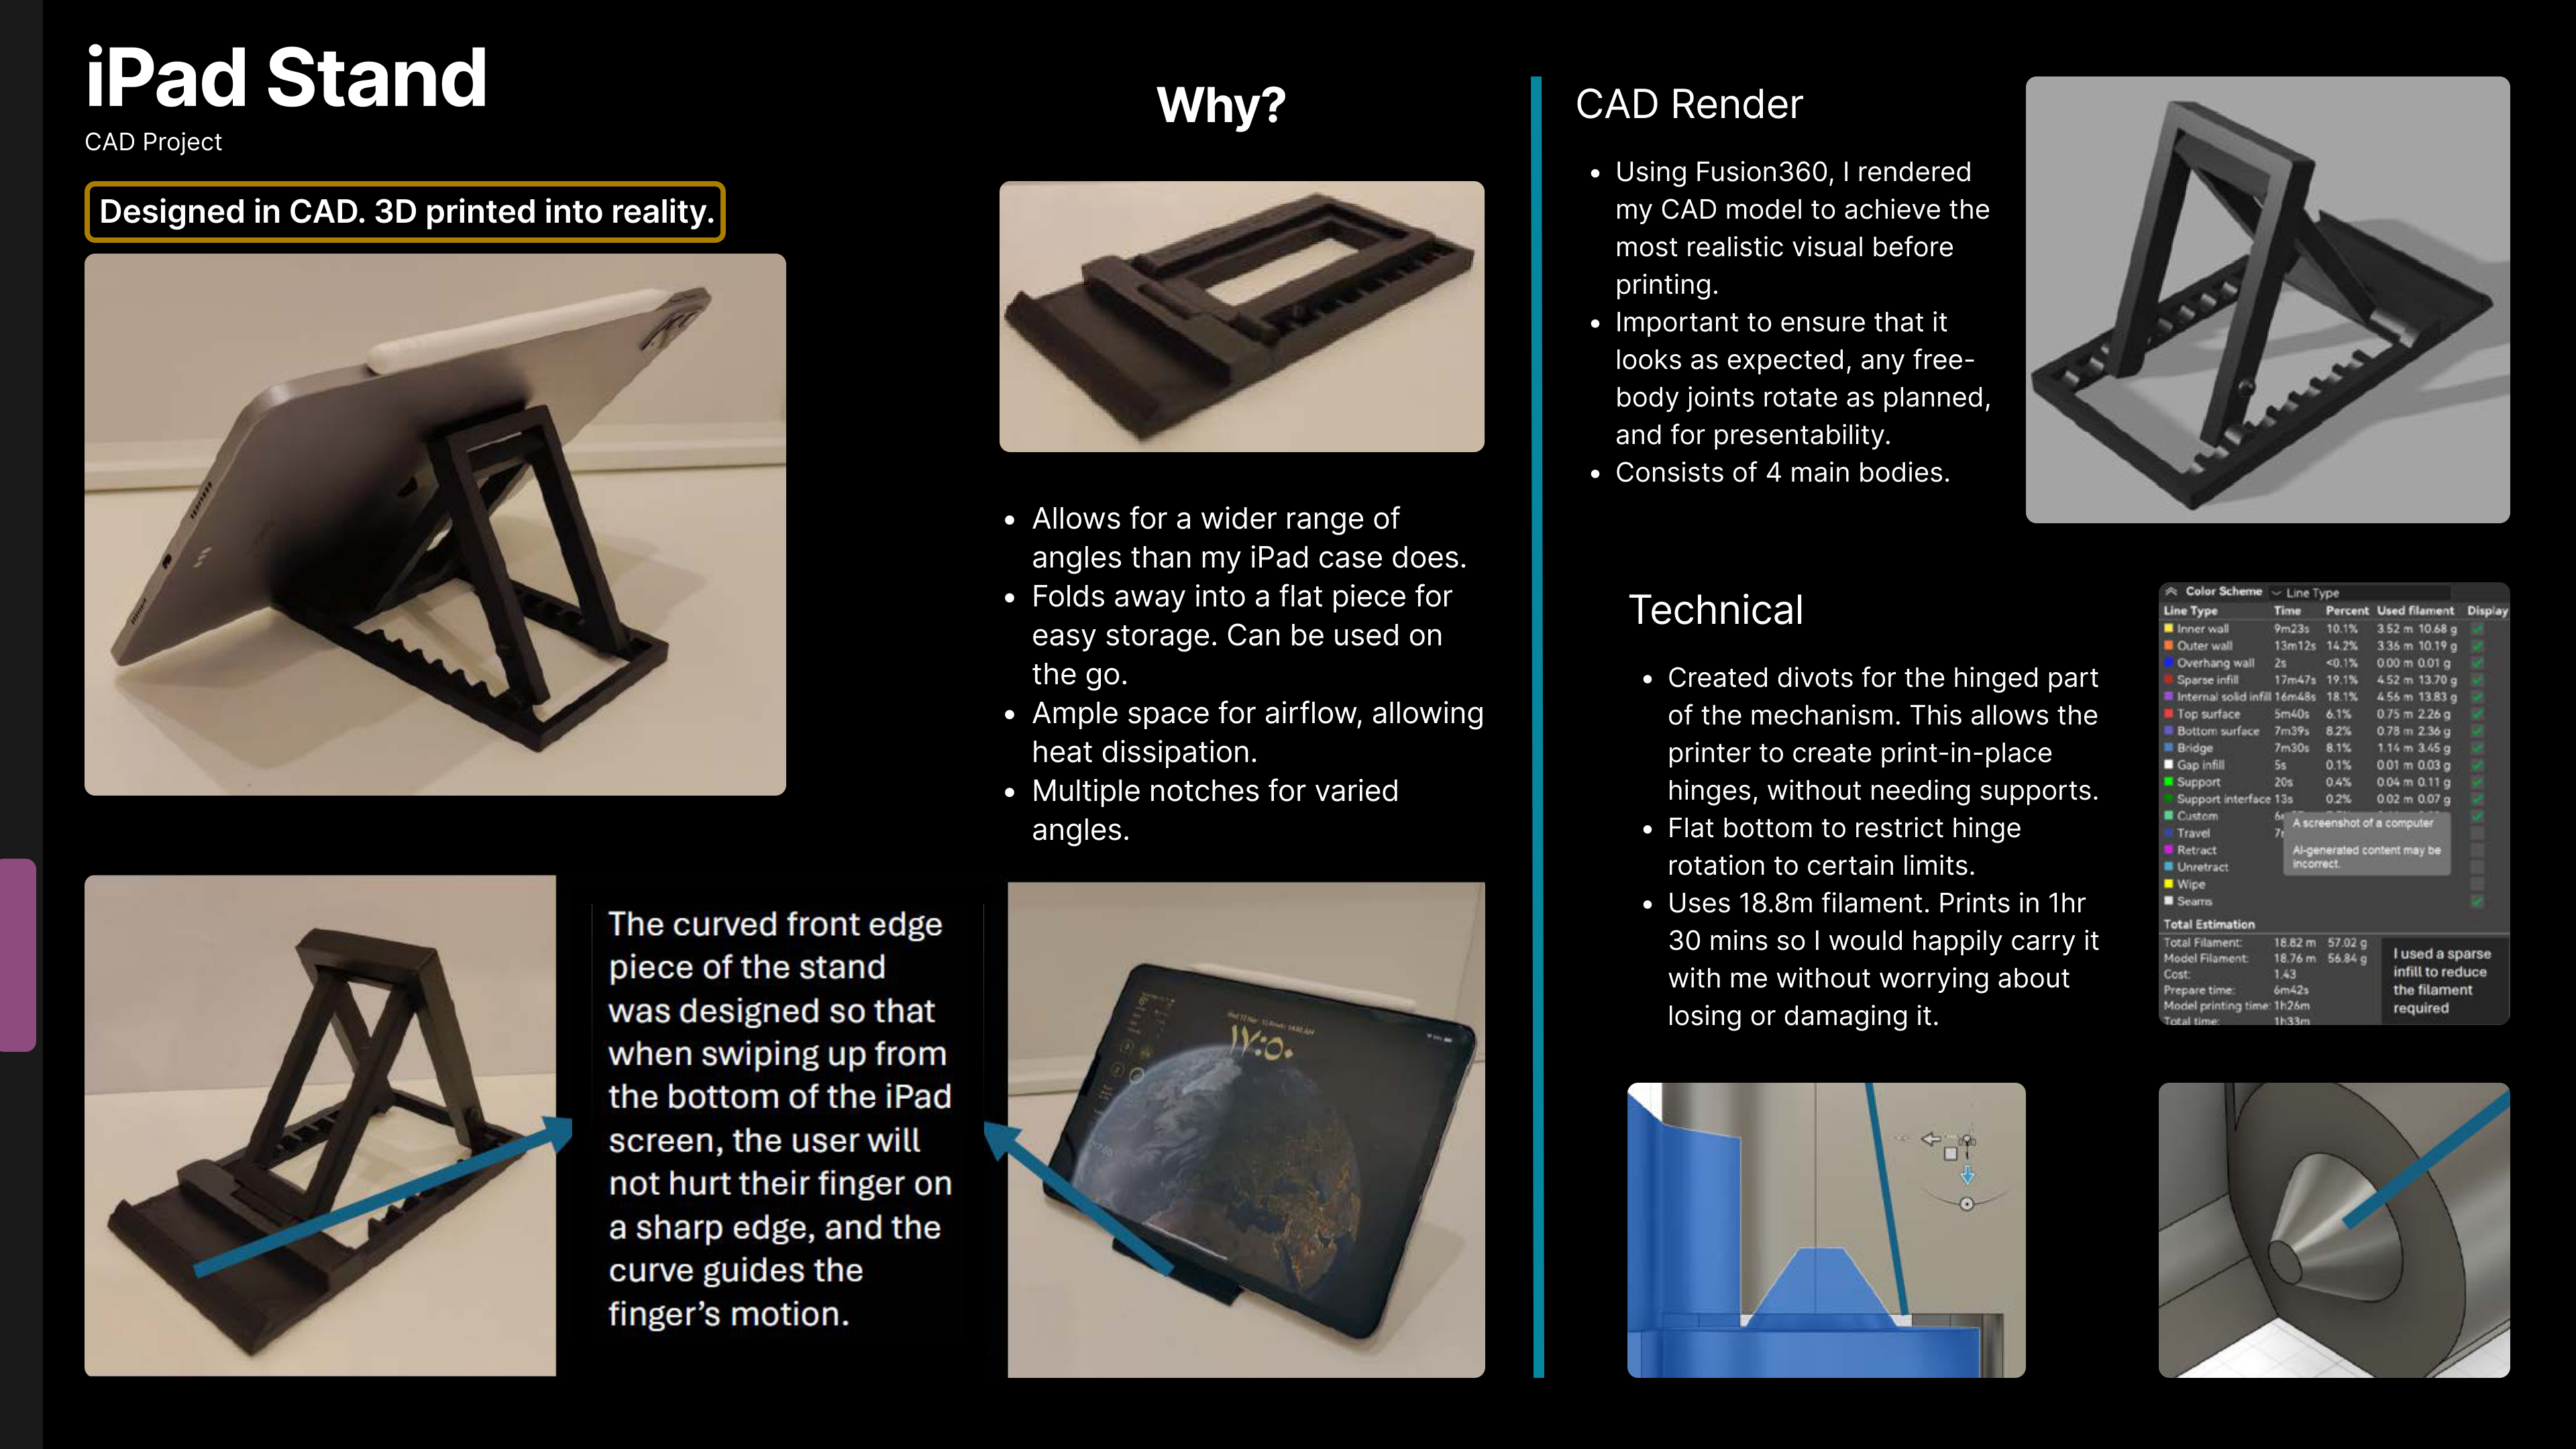 iPad Stand
CAD Project
Designed in CAD. 3D printed into reality.
Why?
Allows for a wider range of
angles than my iPad case does.
Folds away into a flat piece for
easy storage. Can be used on
the go.
Ample space for airflow, allowing
heat dissipation.
Multiple notches for varied
angles.
The curved front edge
piece of the stand
was designed so that
when swiping up from
the bottom of the iPad
screen, the user will
not hurt their finger on
a sharp edge, and the
curve guides the
finger's motion.
١٧:٥٠
CAD Render
Using Fusion360, I rendered
my CAD model to achieve the
most realistic visual before
printing.
Important to ensure that it
looks as expected, any free-
body joints rotate as planned,
and for presentability.
Consists of 4 main bodies.
Technical
Created divots for the hinged part
of the mechanism. This allows the
printer to create print-in-place
hinges, without needing supports.
Flat bottom to restrict hinge
rotation to certain limits.
Uses 18.8m filament. Prints in 1hr
30 mins so I would happily carry it
with me without worrying about
losing or damaging it.
Color Scheme Line Type
Line Type Time Percent Used filament Display
Inner wall 9m23s 10.1% 3.52 m 10.68 g
Outer wall 13m12s 14.2% 3.36 m 10.19 g
Overhang wall 2s <0.1% 0.00 m 0.01 g
Sparse infill 17m47s 19.1% 4.52 m 13.70 g
Internal solid infill 16m48s 18.1% 4.56 m 13.83 g
Top surface 5m40s 6.1% 0.75 m 2.26 g
Bottom surface 7m39s 8.2% 0.78 m 2.36 g
Bridge 7m30s 8.1% 1.14 m 3.45 g
Gap infill 5s 0.1% 0.01 m 0.03 g
Support 20s 0.4% 0.04 m 0.11 g
Support interface 13s 0.2% 0.02 m 0.07 g
Custom
Travel
Retract
Unretract
Wipe
Seams
A screenshot of a computer
AI-generated content may be
incorrect.
Total Estimation
Total Filament: 18.82 m 57.02 g
Model Filament: 18.76 m 56.84 g
Cost: 1.43
Prepare time: 6m42s
Model printing time: 1h26m
Total time: 1h33m
I used a sparse
infill to reduce
the filament
required